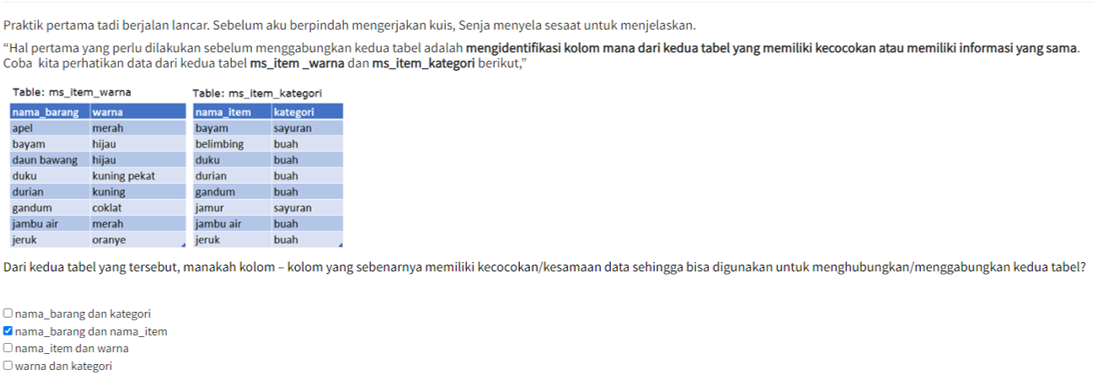 Praktik pertama tadi berjalan lancar. Sebelum aku berpindah mengerjakan kuis, Senja menyela sesaat untuk menjelaskan.
“Hal pertama yang perlu dilakukan sebelum menggabungkan kedua tabel adalah mengidentifikasi kolom mana dari kedua tabel yang memiliki kecocokan atau memiliki informasi yang sama.
Coba kita perhatikan data dari kedua tabel ms_item _warna dan ms_item_kategori berikut,”
Table: ms_item_warna
nama_barang warna
apel merah
bayam hijau
daun bawang hijau
duku kuning pekat
durian kuning
gandum coklat
jambu air merah
jeruk oranye
Table: ms_item_kategori
nama_item kategori
bayam sayuran
belimbing buah
duku buah
durian buah
gandum buah
jamur sayuran
jambu air buah
jeruk buah
Dari kedua tabel yang tersebut, manakah kolom – kolom yang sebenarnya memiliki kecocokan/kesamaan data sehingga bisa digunakan untuk menghubungkan/menggabungkan kedua tabel?
nama_barang dan kategori
nama_barang dan nama_item
nama_item dan warna
warna dan kategori